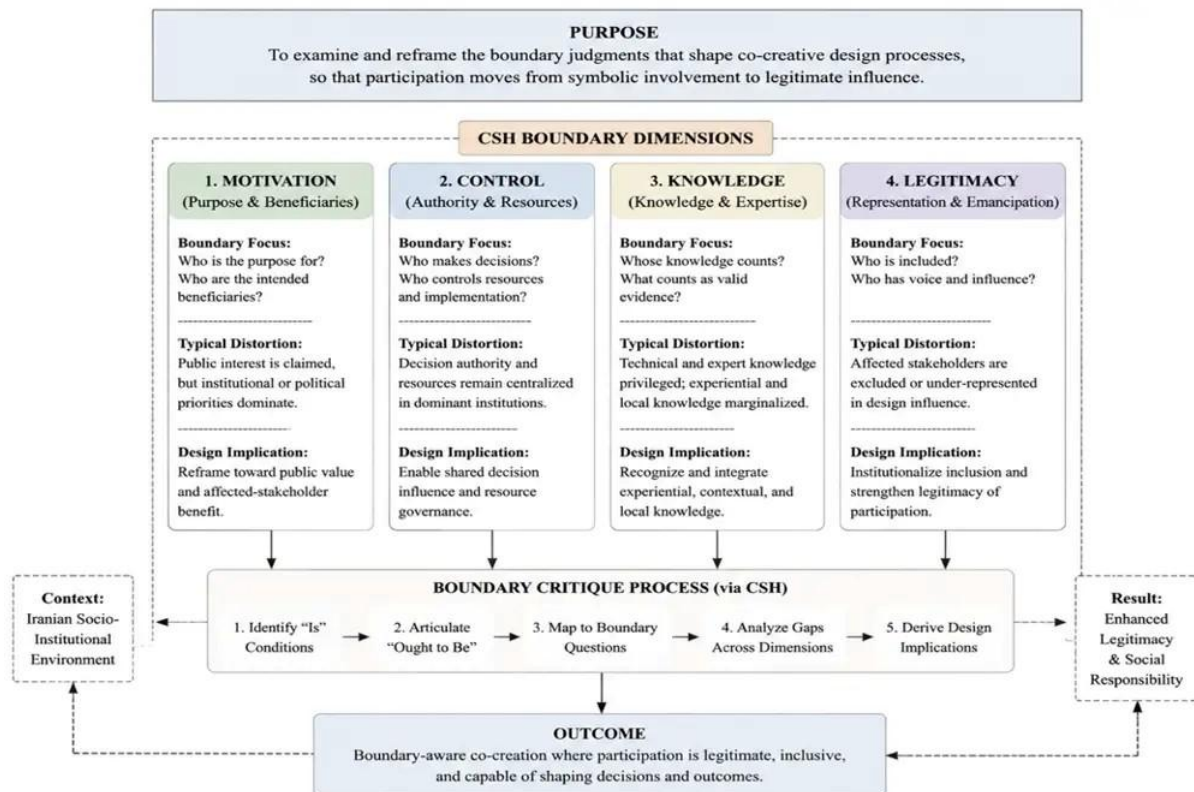 PURPOSE
To examine and reframe the boundary judgments that shape co-creative design processes,
so that participation moves from symbolic involvement to legitimate influence.
CSH BOUNDARY DIMENSIONS
1. MOTIVATION
(Purpose & Beneficiaries)
Boundary Focus:
Who is the purpose for?
Who are the intended
beneficiaries?
Typical Distortion:
Public interest is claimed,
but institutional or political
priorities dominate.
Design Implication:
Reframe toward public value
and affected-stakeholder
benefit.
2. CONTROL
(Authority & Resources)
Boundary Focus:
Who makes decisions?
Who controls resources
and implementation?
Typical Distortion:
Decision authority and
resources remain centralized
in dominant institutions.
Design Implication:
Enable shared decision
influence and resource
governance.
3. KNOWLEDGE
(Knowledge & Expertise)
Boundary Focus:
Whose knowledge counts?
What counts as valid
evidence?
Typical Distortion:
Technical and expert knowledge
privileged; experiential and
local knowledge marginalized.
Design Implication:
Recognize and integrate
experiential, contextual, and
local knowledge.
4. LEGITIMACY
(Representation & Emancipation)
Boundary Focus:
Who is included?
Who has voice and influence?
Typical Distortion:
Affected stakeholders are
excluded or under-represented
in design influence.
Design Implication:
Institutionalize inclusion and
strengthen legitimacy of
participation.
Context:
Iranian Socio-
Institutional
Environment
BOUNDARY CRITIQUE PROCESS (via CSH)
1. Identify “Is”
Conditions
2. Articulate
“Ought to Be”
3. Map to Boundary
Questions
4. Analyze Gaps
Across Dimensions
5. Derive Design
Implications
Result:
Enhanced
Legitimacy
& Social
Responsibility
OUTCOME
Boundary-aware co-creation where participation is legitimate, inclusive,
and capable of shaping decisions and outcomes.